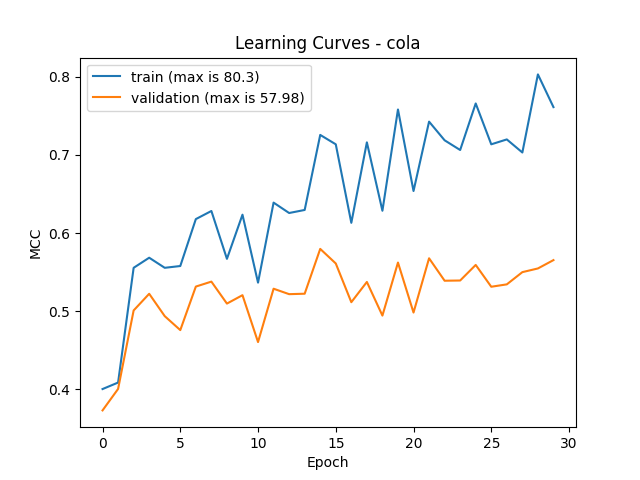 Learning Curves - cola
train (max is 80.3)
validation (max is 57.98)
MCC
0.8
0.7
0.6
0.5
0.4
0 5 10 15 20 25 30
Epoch